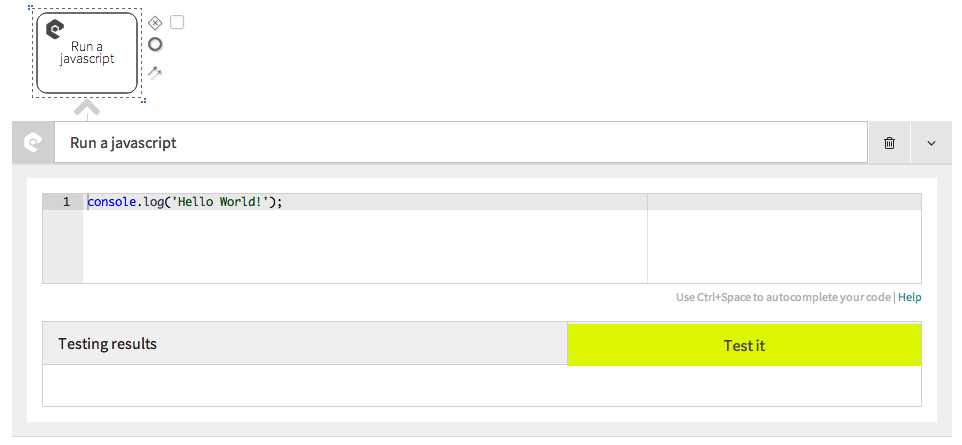 Run a
javascript
Run a javascript
1 console.log('Hello World!');
Use Ctrl+Space to autocomplete your code | Help
Testing results
Test it